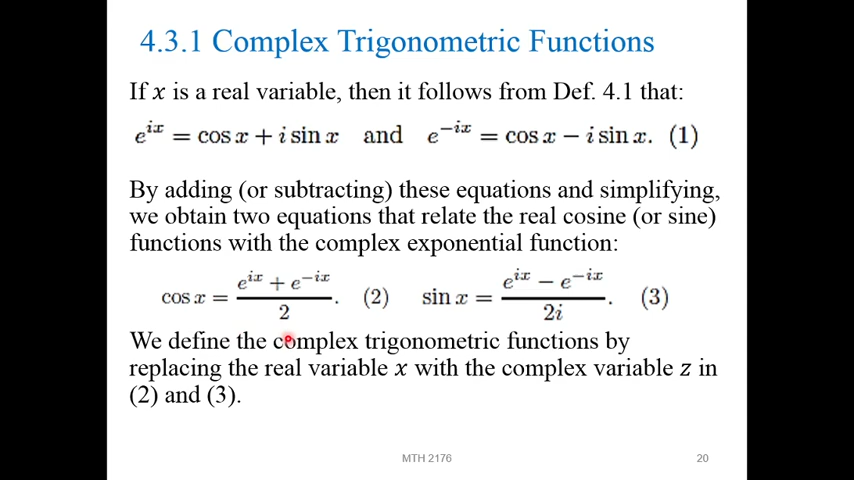 4.3.1 Complex Trigonometric Functions
If x is a real variable, then it follows from Def. 4.1 that:
e^{ix} = cos x + i sin x and e^{−ix} = cos x − i sin x. (1)
By adding (or subtracting) these equations and simplifying,
we obtain two equations that relate the real cosine (or sine)
functions with the complex exponential function:
cos x = \frac{e^{ix} + e^{−ix}}{2}. (2) sin x = \frac{e^{ix} − e^{−ix}}{2i}. (3)
We define the complex trigonometric functions by
replacing the real variable x with the complex variable z in
(2) and (3).
MTH 2176 20